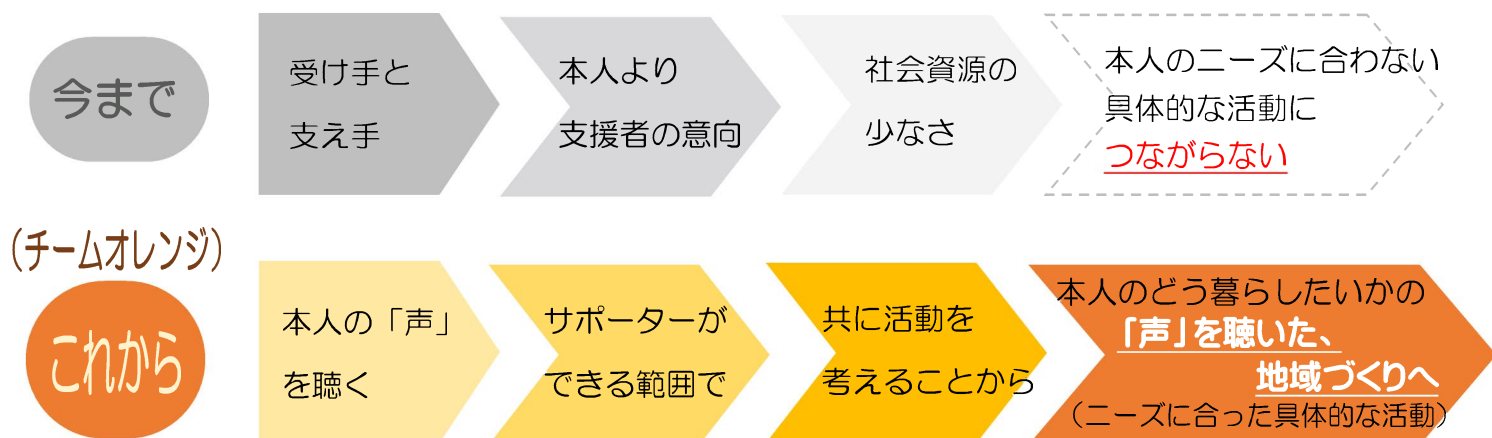 今まで
受け手と
支え手
本人より
支援者の意向
社会資源の
少なさ
本人のニーズに合わない
具体的な活動に
つながらない
（チームオレンジ）
これから
本人の「声」
を聴く
サポーターが
できる範囲で
共に活動を
考えることから
本人のどう暮らしたいかの
「声」を聴いた、
地域づくりへ
（ニーズに合った具体的な活動）